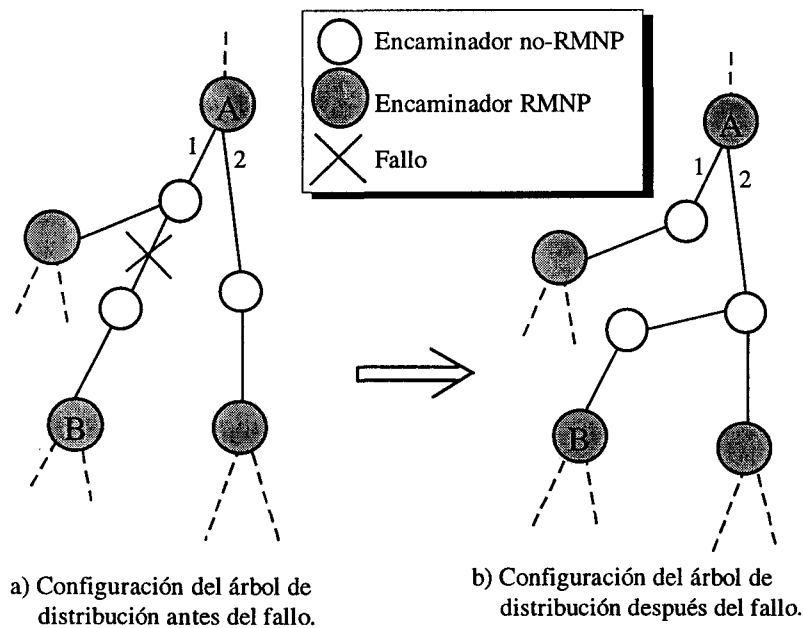 Encaminador no-RMNP
Encaminador RMNP
Fallo
A
1
2
B
A
1
2
B
a) Configuración del árbol de
distribución antes del fallo.
b) Configuración del árbol de
distribución después del fallo.